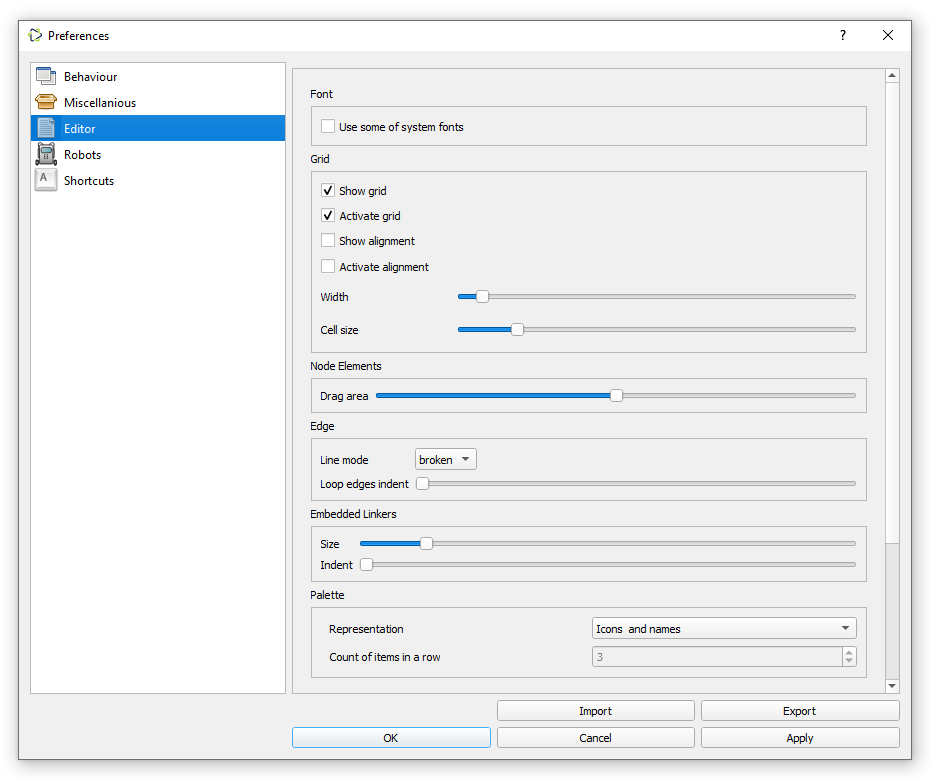 Preferences
?
Behaviour
Miscellanious
Editor
Robots
A
Shortcuts
Font
Use some of system fonts
Grid
Show grid
Activate grid
Show alignment
Activate alignment
Width
Cell size
Node Elements
Drag area
Edge
Line mode broken
Loop edges indent
Embedded Linkers
Size
Indent
Palette
Representation Icons and names
Count of items in a row 3
Import Export
OK Cancel Apply